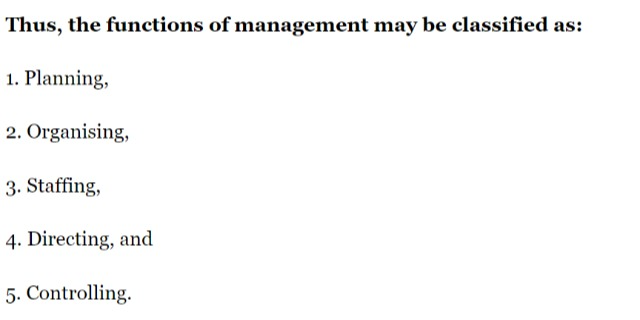 Thus, the functions of management may be classified as:
1. Planning,
2. Organising,
3. Staffing,
4. Directing, and
5. Controlling.